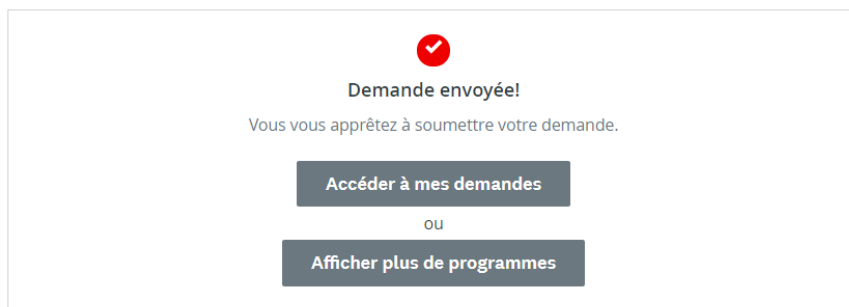 Demande envoyée!
Vous vous apprêtez à soumettre votre demande.
Accéder à mes demandes
ou
Afficher plus de programmes